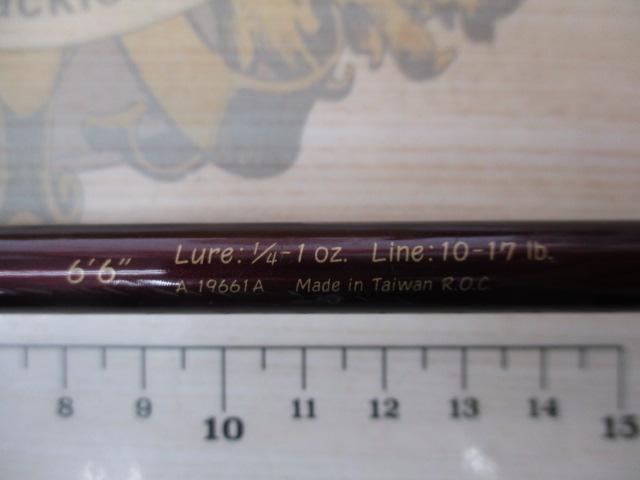 6'6" Lure: 1/4-1 oz. Line: 10-17 lb.
A 19661A Made in Taiwan R.O.C
8 9 10 11 12 13 14 15